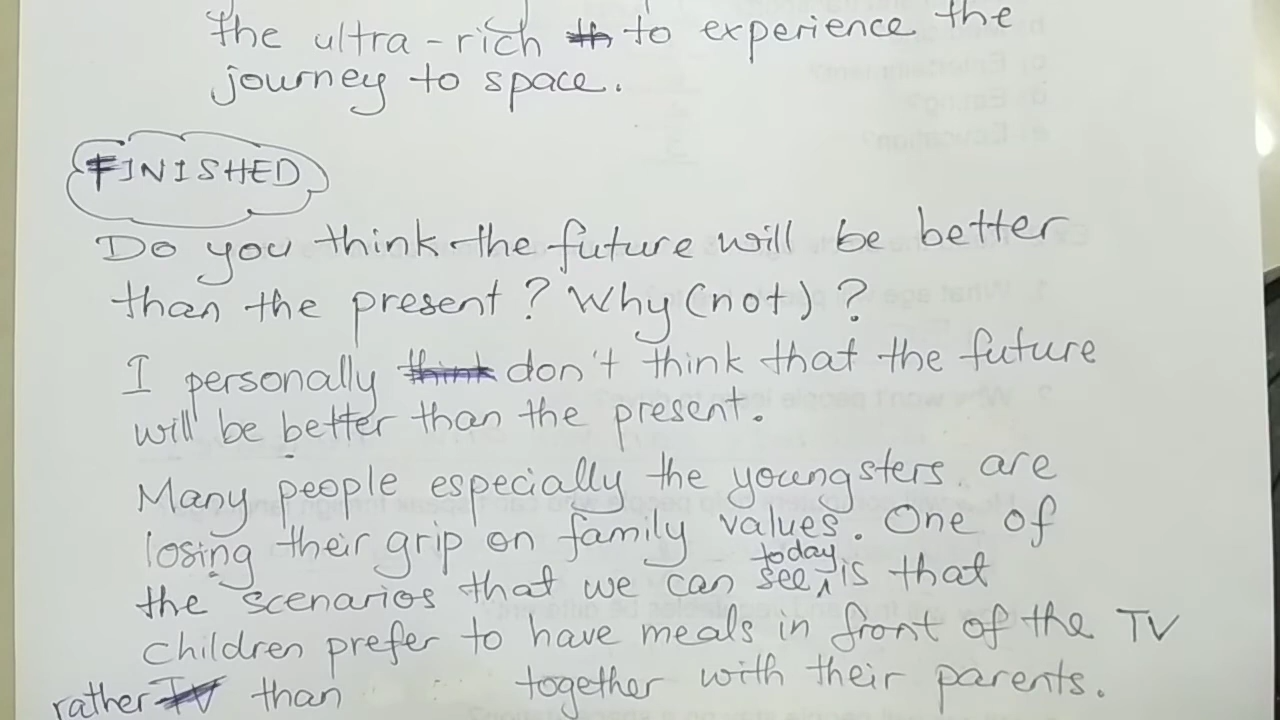 the ultra-rich to experience the
journey to space.
FINISHED
Do you think the future will be better
than the present? Why (not)?
I personally think don't think that the future
will be better than the present.
Many people especially the youngsters are
losing their grip on family values. One of
the scenarios that we can see today is that
children prefer to have meals in front of the TV
rather TV than together with their parents.